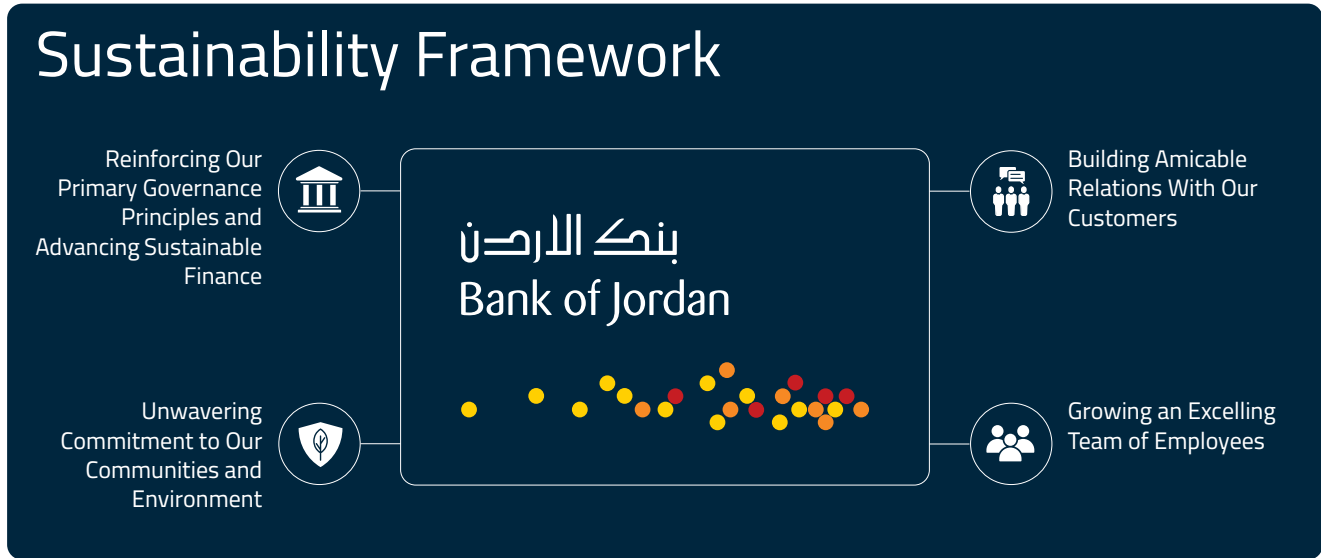 Sustainability Framework
Reinforcing Our
Primary Governance
Principles and
Advancing Sustainable
Finance
بنك الاردن
Bank of Jordan
Building Amicable
Relations With Our
Customers
Unwavering
Commitment to Our
Communities and
Environment
Growing an Excelling
Team of Employees